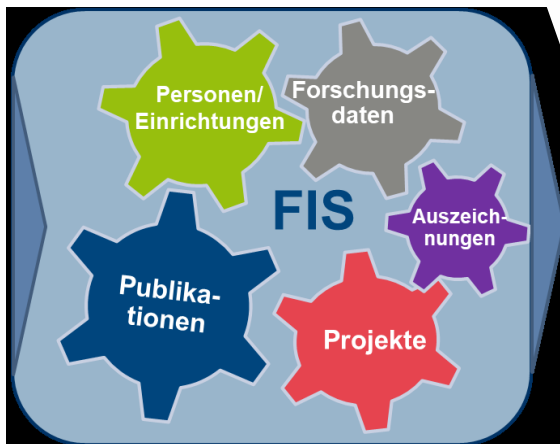 Personen/
Einrichtungen
Forschungs-
daten
FIS
Auszeich-
nungen
Publika-
tionen
Projekte